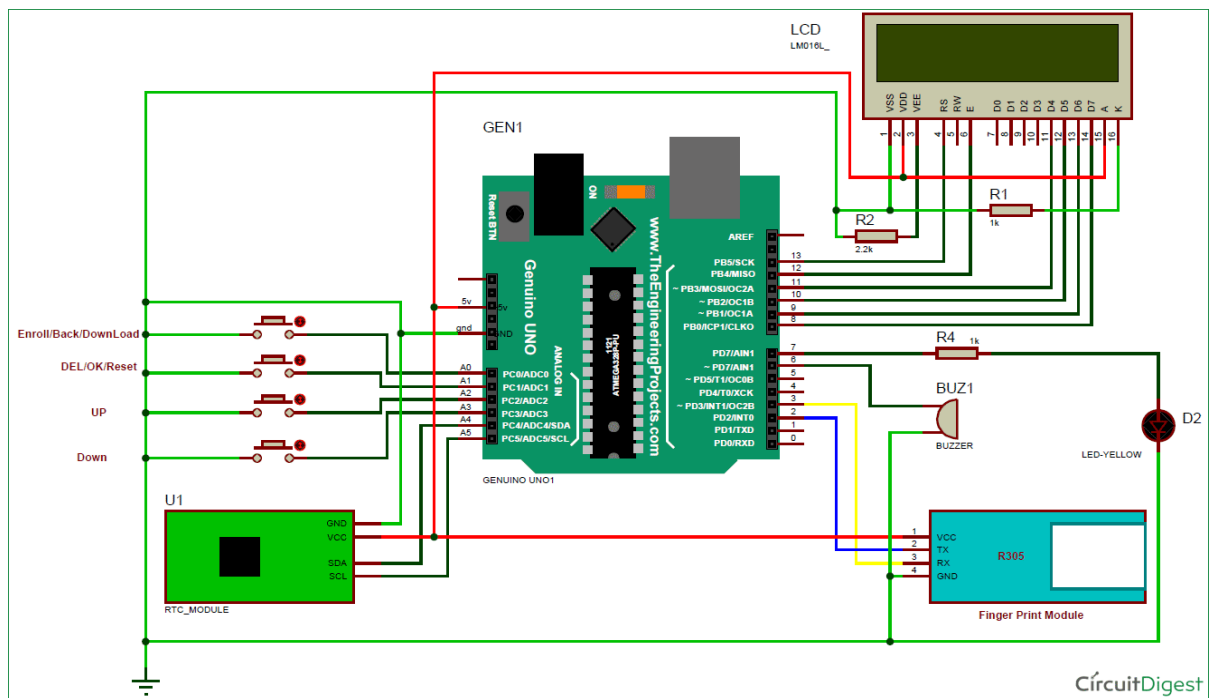 LCD
LM016L_
VSS
VDD
VEE
RS
RW
E
D0
D1
D2
D3
D4
D5
D6
D7
A
K
1
2
3
4
5
6
7
8
9
10
11
12
13
14
15
16
R1
1k
R2
2.2k
GEN1
Reset BTN
ON
Genuino UNO
www.TheEngineeringProjects.com
1121
ATMEGA328P-PU
ANALOG IN
5v
5v
gnd
GND
AREF
PB5/SCK
13
PB4/MISO
12
~ PB3/MOSI/OC2A
11
~ PB2/OC1B
10
~ PB1/OC1A
9
PB0/ICP1/CLKO
8
PD7/AIN1
7
~ PD7/AIN1
6
~ PD5/T1/OC0B
5
PD4/T0/XCK
4
~ PD3/INT1/OC2B
3
PD2/INT0
2
PD1/TXD
1
PD0/RXD
0
A0
PC0/ADC0
A1
PC1/ADC1
A2
PC2/ADC2
A3
PC3/ADC3
A4
PC4/ADC4/SDA
A5
PC5/ADC5/SCL
GENUINO UNO1
Enroll/Back/DownLoad
DEL/OK/Reset
UP
Down
R4
1k
BUZ1
BUZZER
D2
LED-YELLOW
U1
GND
VCC
SDA
SCL
RTC_MODULE
1
VCC
2
TX
3
RX
4
GND
R305
Finger Print Module
CírcuitDigest